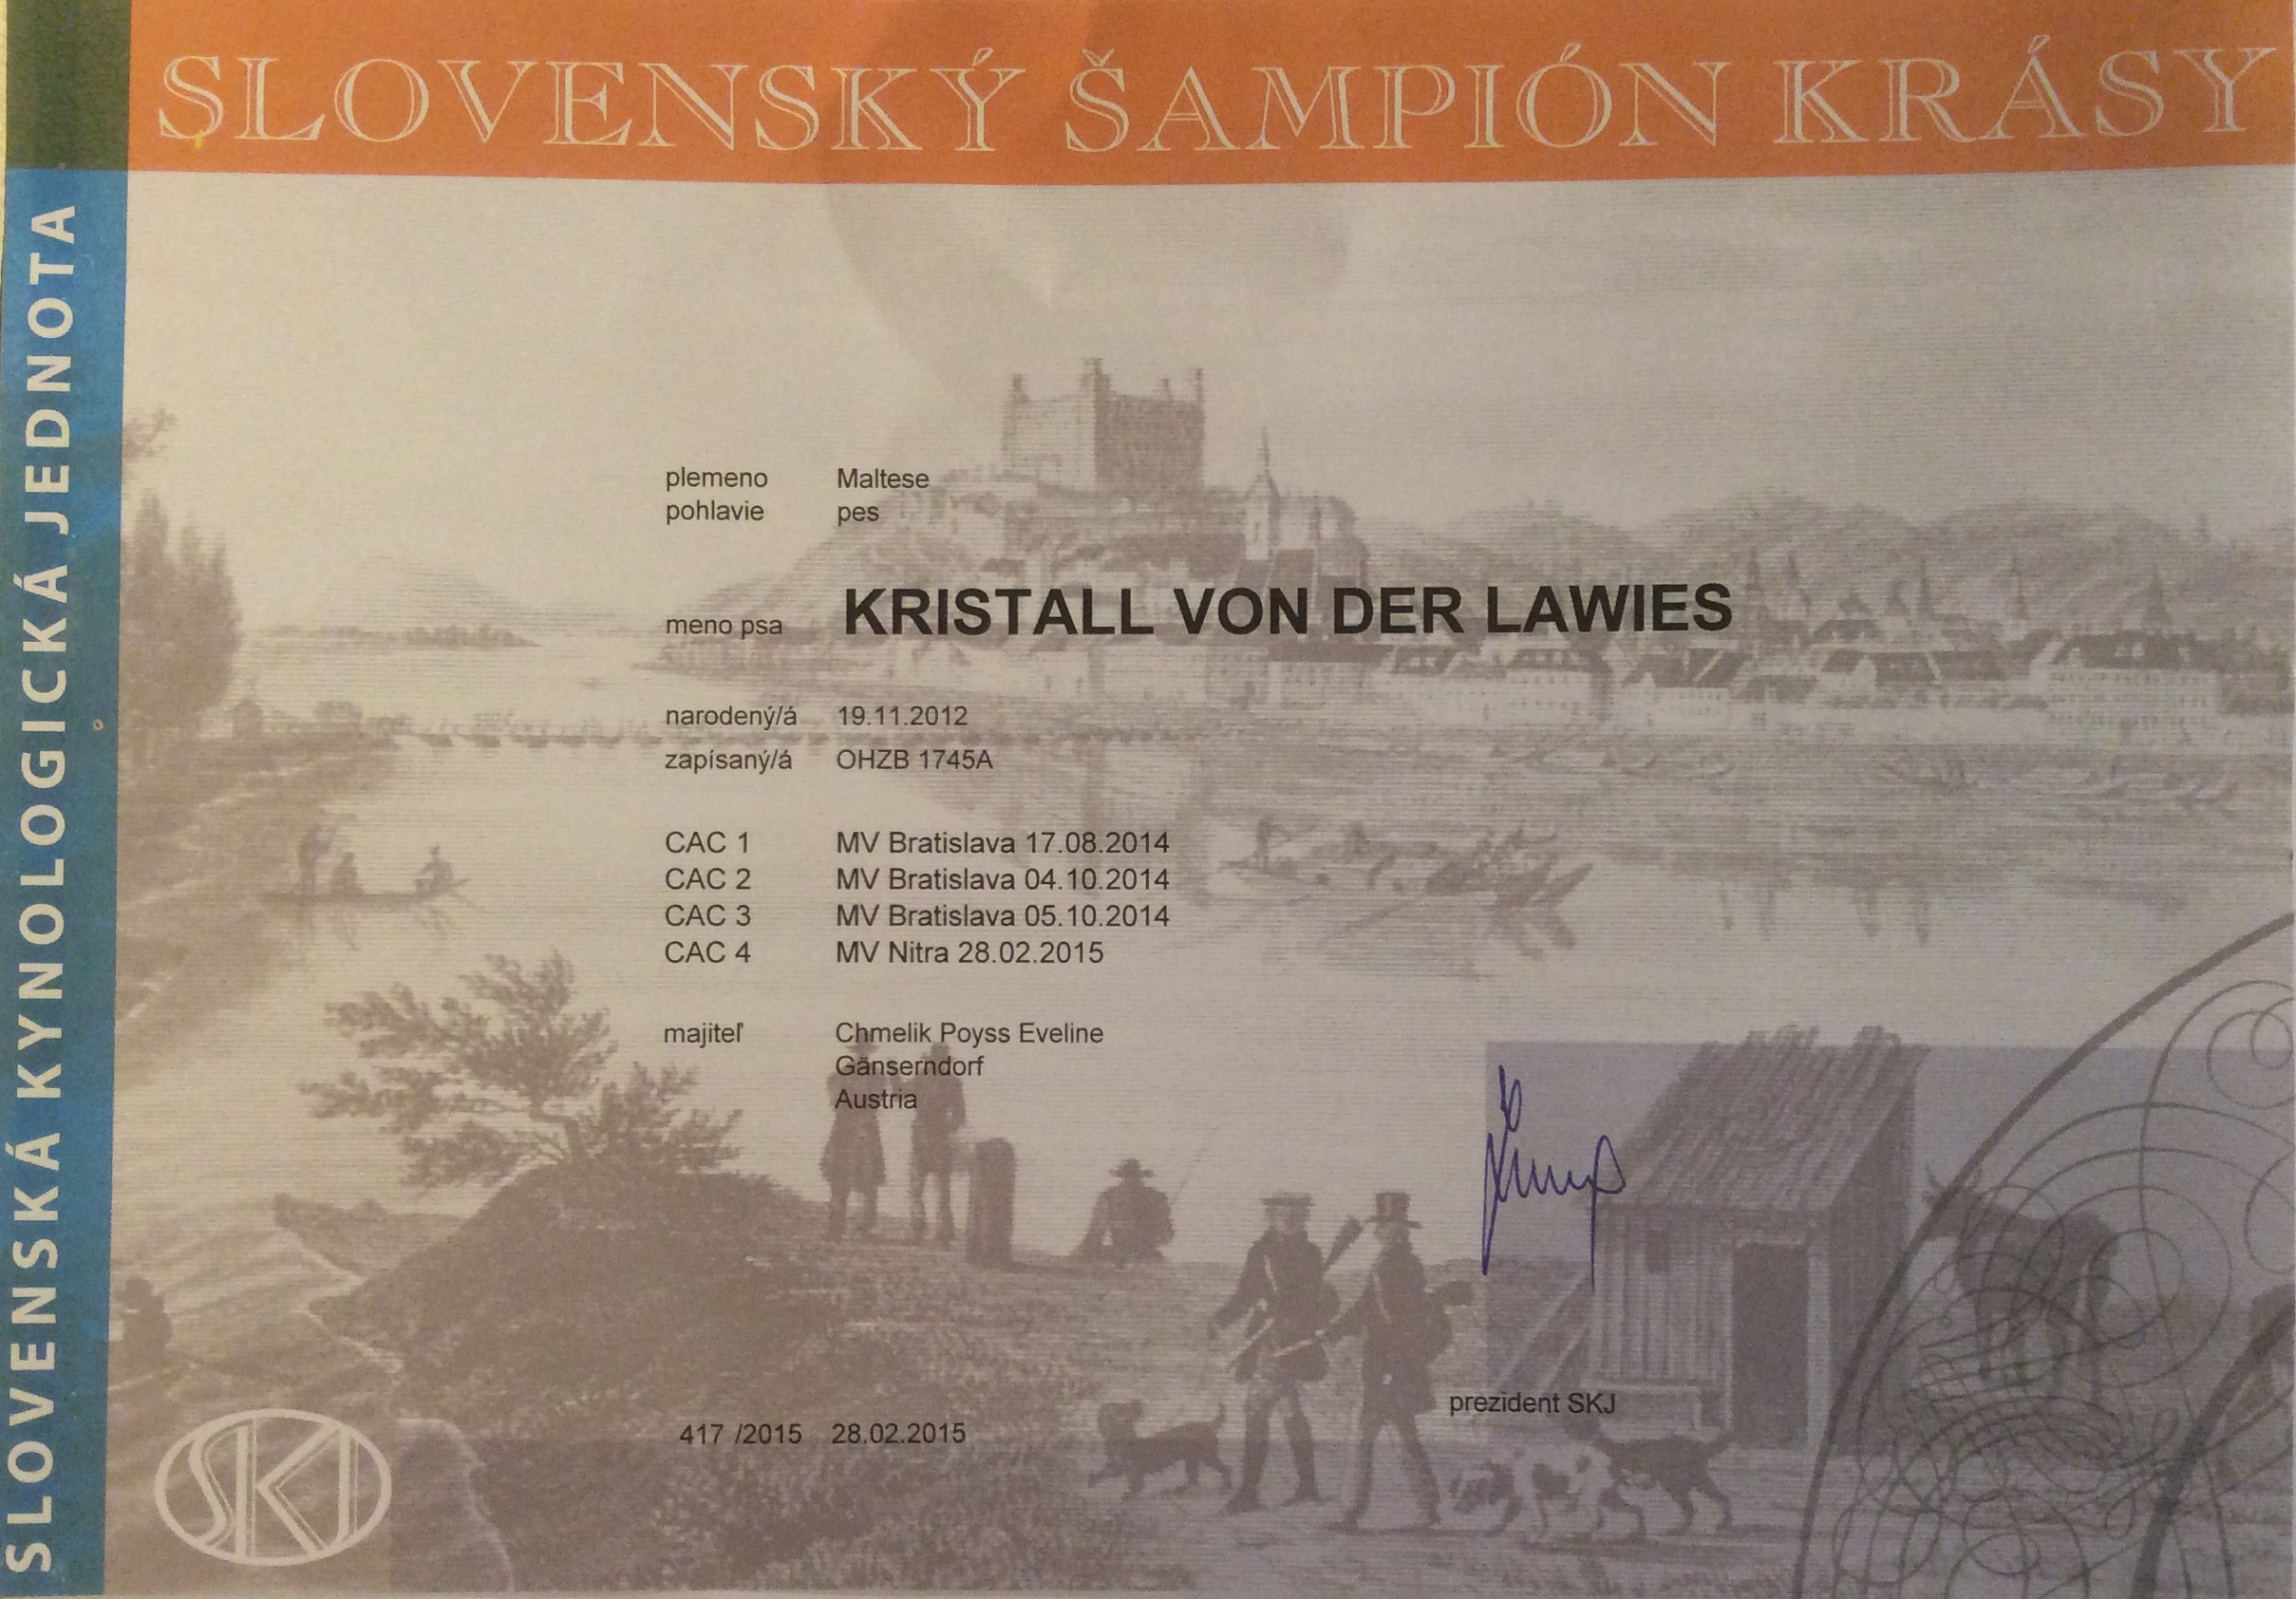 SLOVENSKÝ ŠAMPIÓN KRÁSY
SLOVENSKÁ KYNOLOGICKÁ JEDNOTA
plemeno Maltese
pohlavie pes
meno psa KRISTALL VON DER LAWIES
narodený/á 19.11.2012
zapísaný/á OHZB 1745A
CAC 1 MV Bratislava 17.08.2014
CAC 2 MV Bratislava 04.10.2014
CAC 3 MV Bratislava 05.10.2014
CAC 4 MV Nitra 28.02.2015
majiteľ Chmelik Poyss Eveline
Gänserndorf
Austria
prezident SKJ
417 /2015 28.02.2015
SKJ